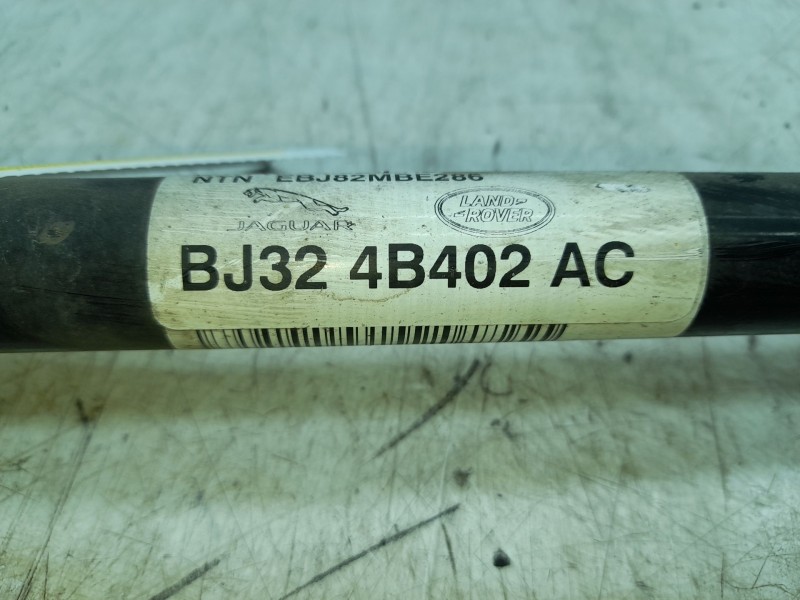 NTN EBJ82MBE286
JAGUAR
LAND
ROVER
BJ32 4B402 AC